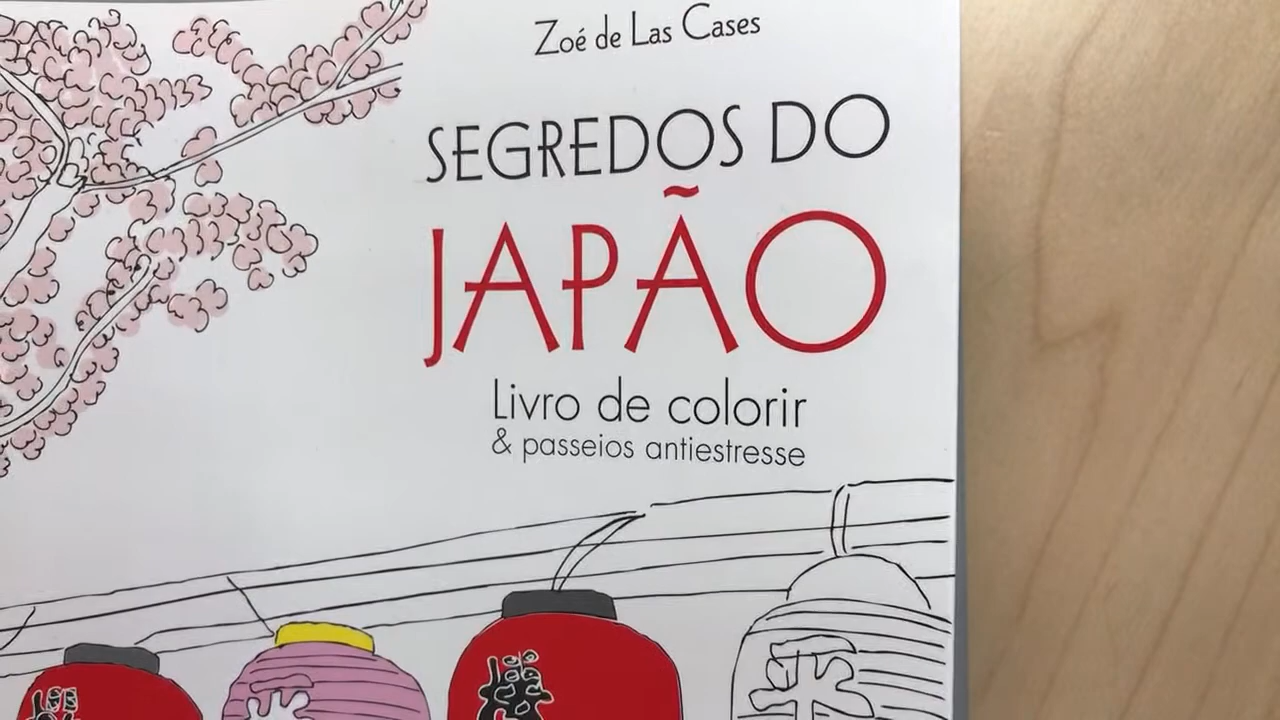 Zoé de Las Cases
SEGREDOS DO
JAPÃO
Livro de colorir
& passeios antiestresse